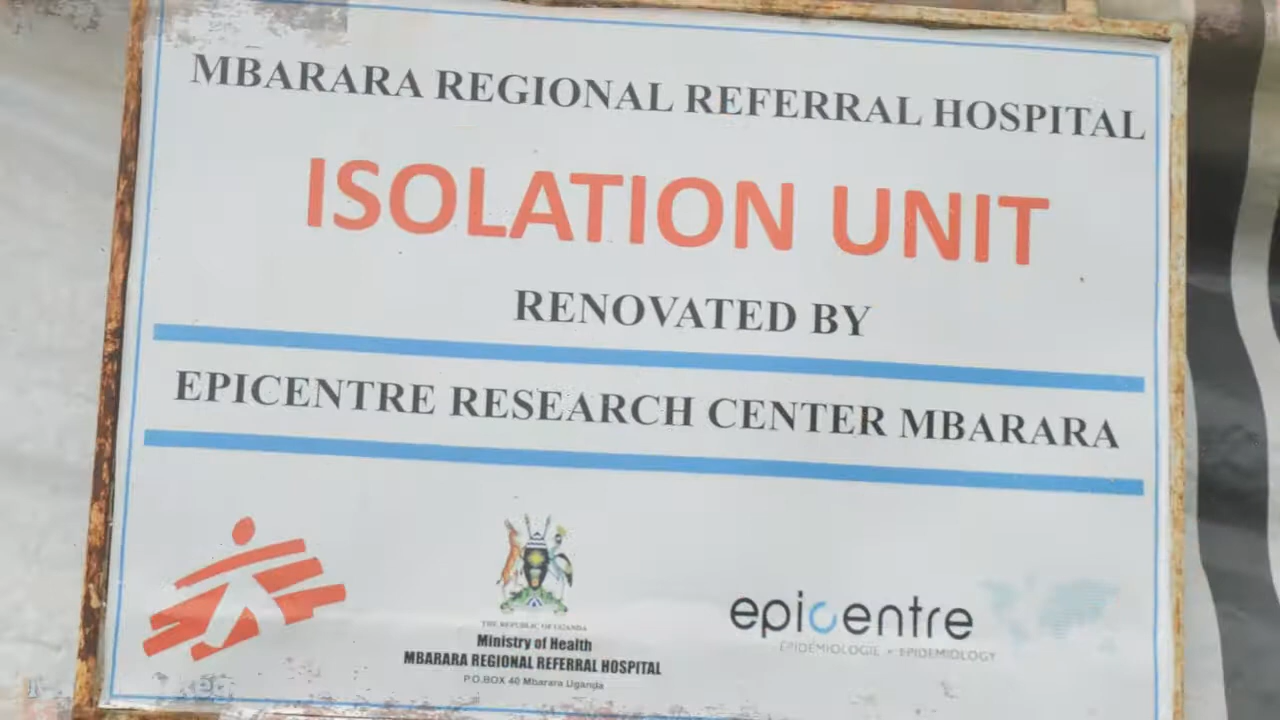 MBARARA REGIONAL REFERRAL HOSPITAL
ISOLATION UNIT
RENOVATED BY
EPICENTRE RESEARCH CENTER MBARARA
THE REPUBLIC OF UGANDA
Ministry of Health
MBARARA REGIONAL REFERRAL HOSPITAL
P.O.BOX 40 Mbarara Uganda
epicentre
EPIDEMIOLOGIE • EPIDEMIOLOGY